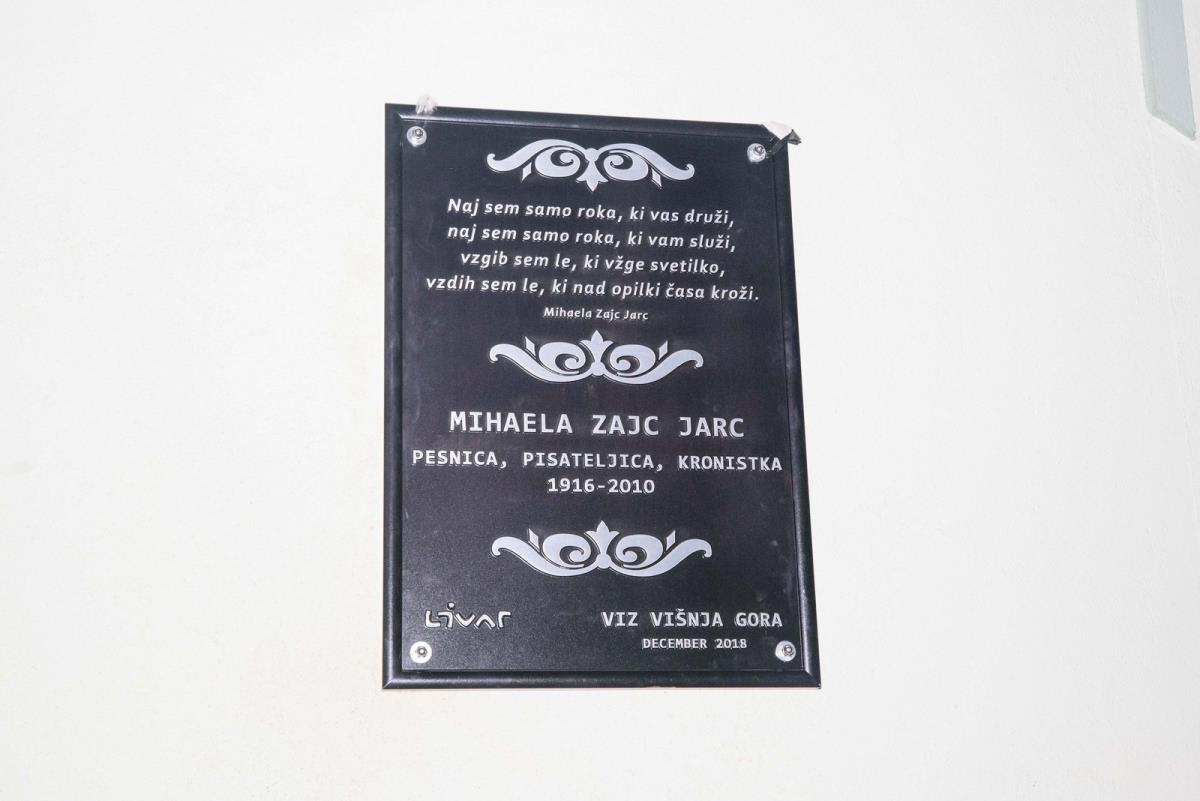 Naj sem samo roka, ki vas druži,
naj sem samo roka, ki vam služi,
vzgib sem le, ki vžge svetilko,
vzdih sem le, ki nad opilki časa kroži.
Mihaela Zajc Jarc
MIHAELA ZAJC JARC
PESNICA, PISATELJICA, KRONISTKA
1916-2010
Livar
VIZ VIŠNJA GORA
DECEMBER 2018